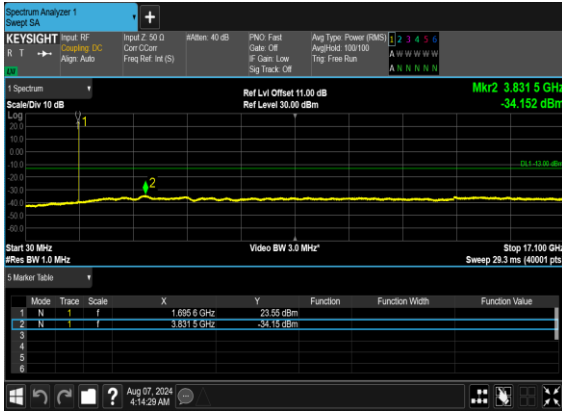 Spectrum Analyzer 1
Swept SA
+
KEYSIGHT Input: RF Input Z: 50 Ω #Atten: 40 dB PNO: Fast Avg Type: Power (RMS) 1 2 3 4 5 6
R T Coupling: DC Corr CCorr Gate: Off Avg|Hold: 100/100 A W W W W W
Align: Auto Freq Ref: Int (S) IF Gain: Low Trig: Free Run
Sig Track: Off A N N N N N
1 Spectrum Ref Lvl Offset 11.00 dB Mkr2 3.831 5 GHz
Scale/Div 10 dB Ref Level 30.00 dBm -34.152 dBm
Log
20.0
10.0
0.00
-10.0
-20.0
-30.0
-40.0
-50.0
-60.0
1
2
DL1 -13.00 dBm
Start 30 MHz Video BW 3.0 MHz* Stop 17.100 GHz
#Res BW 1.0 MHz Sweep 29.3 ms (40001 pts)
5 Marker Table
Mode Trace Scale X Y Function Function Width Function Value
1 N 1 f 1.695 6 GHz 23.55 dBm
2 N 1 f 3.831 5 GHz -34.15 dBm
3
4
5
6
? Aug 07, 2024
4:14:29 AM